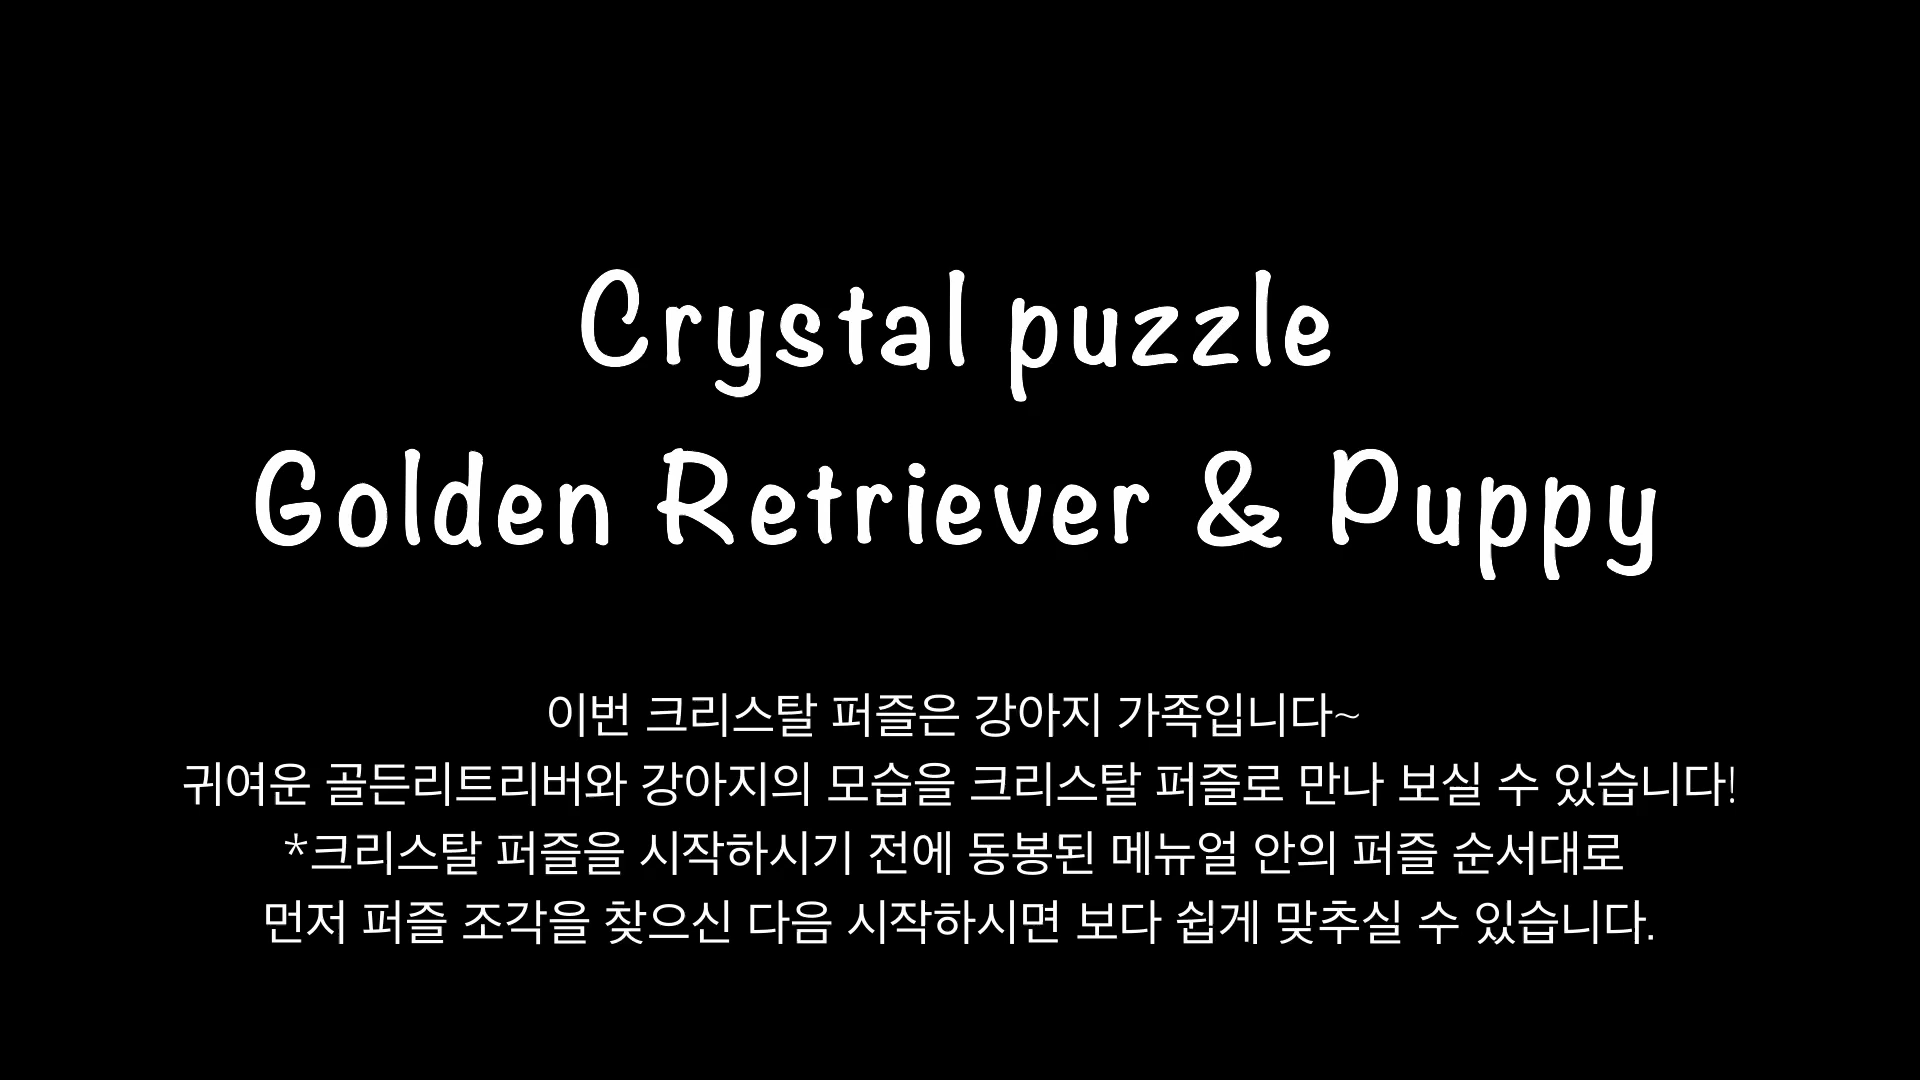 Crystal puzzle
Golden Retriever & Puppy
이번 크리스탈 퍼즐은 강아지 가족입니다~
귀여운 골든리트리버와 강아지의 모습을 크리스탈 퍼즐로 만나 보실 수 있습니다!
*크리스탈 퍼즐을 시작하시기 전에 동봉된 메뉴얼 안의 퍼즐 순서대로
먼저 퍼즐 조각을 찾으신 다음 시작하시면 보다 쉽게 맞추실 수 있습니다.